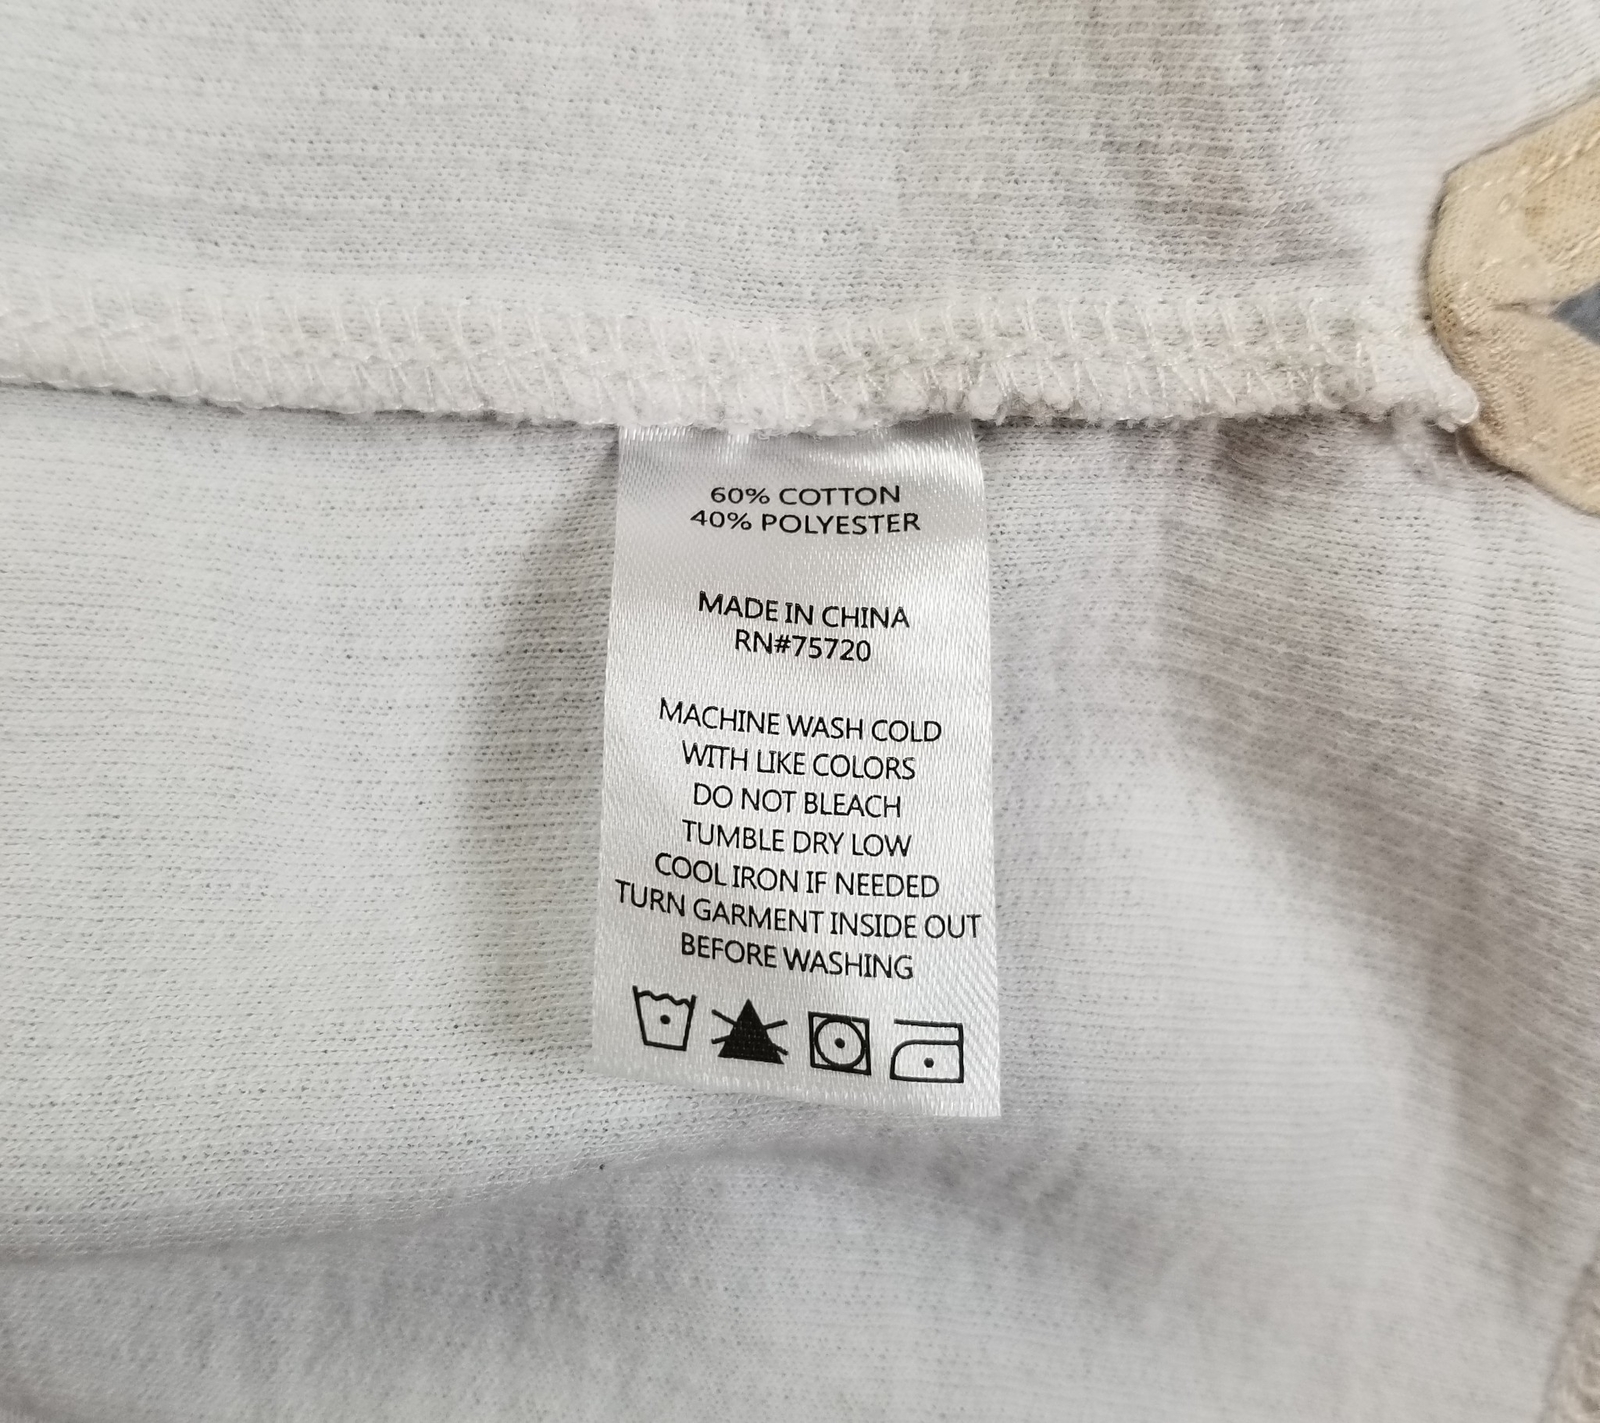 60% COTTON
40% POLYESTER
MADE IN CHINA
RN#75720
MACHINE WASH COLD
WITH LIKE COLORS
DO NOT BLEACH
TUMBLE DRY LOW
COOL IRON IF NEEDED
TURN GARMENT INSIDE OUT
BEFORE WASHING